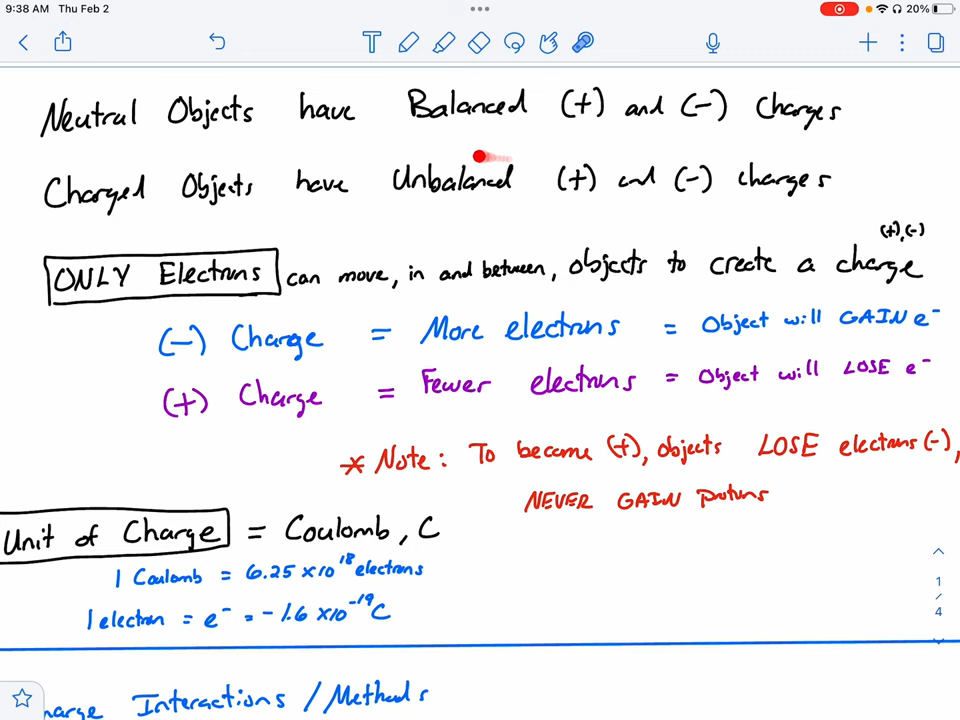 9:38 AM Thu Feb 2
20%
T
Neutral Objects have Balanced (+) and (-) Charges
Charged Objects have Unbalanced (+) and (-) charges
(+),(-)
ONLY Electrons can move, in and between, objects to create a charge
(-) Charge = More electrons = Object will GAIN e⁻
(+) Charge = Fewer electrons = Object will LOSE e⁻
* Note: To become (+), objects LOSE electrons (-),
NEVER GAIN protons
Unit of Charge = Coulomb, C
1 Coulomb = 6.25 x10¹⁸ electrons
1 electron = e⁻ = -1.6 x10⁻¹⁹ C
1
/
4
harge Interactions / Methods